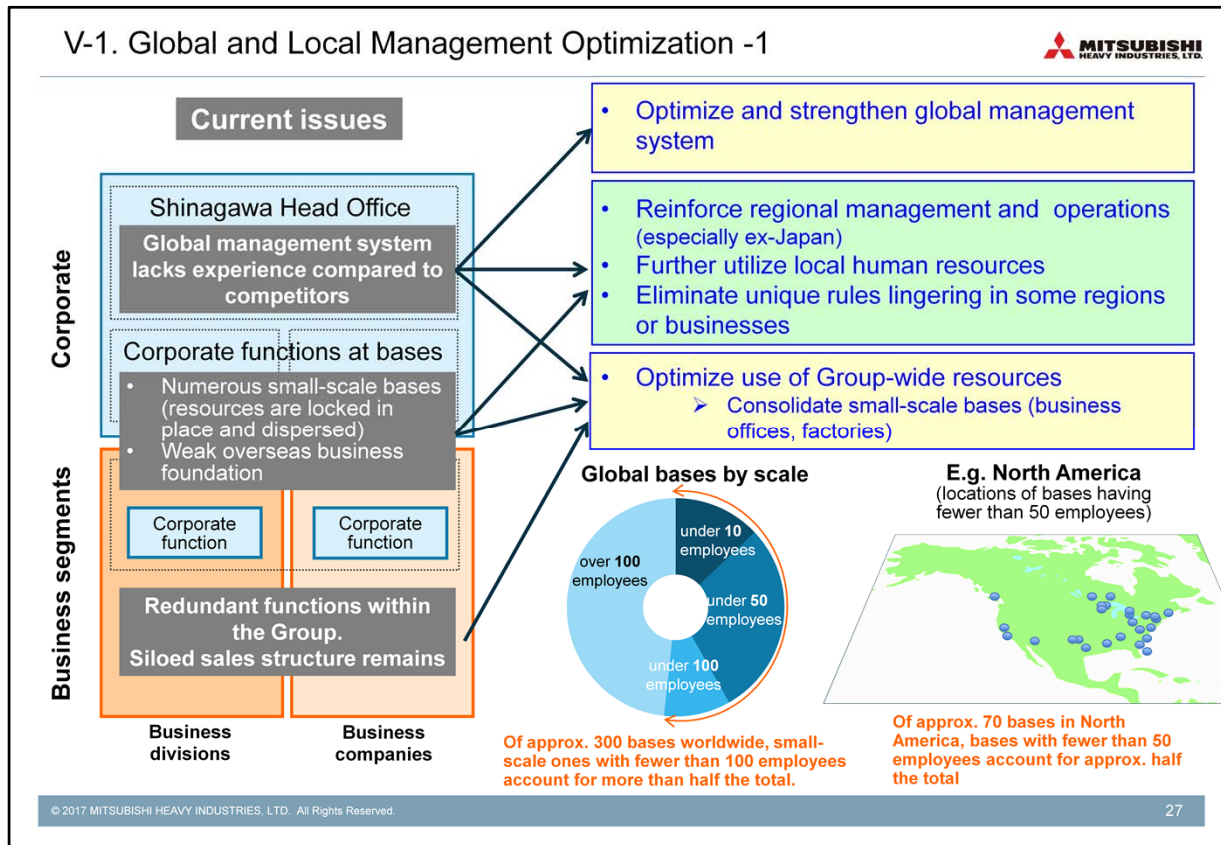 V-1. Global and Local Management Optimization -1
MITSUBISHI
HEAVY INDUSTRIES, LTD.
Current issues
Corporate
Shinagawa Head Office
Global management system
lacks experience compared to
competitors
Corporate functions at bases
• Numerous small-scale bases
(resources are locked in
place and dispersed)
• Weak overseas business
foundation
Business segments
Corporate
function
Corporate
function
Redundant functions within
the Group.
Siloed sales structure remains
Business
divisions
Business
companies
• Optimize and strengthen global management
system
• Reinforce regional management and operations
(especially ex-Japan)
• Further utilize local human resources
• Eliminate unique rules lingering in some regions
or businesses
• Optimize use of Group-wide resources
➢ Consolidate small-scale bases (business
offices, factories)
Global bases by scale
under 10
employees
over 100
employees
under 50
employees
under 100
employees
Of approx. 300 bases worldwide, small-
scale ones with fewer than 100 employees
account for more than half the total.
E.g. North America
(locations of bases having
fewer than 50 employees)
Of approx. 70 bases in North
America, bases with fewer than 50
employees account for approx. half
the total
© 2017 MITSUBISHI HEAVY INDUSTRIES, LTD. All Rights Reserved.
27